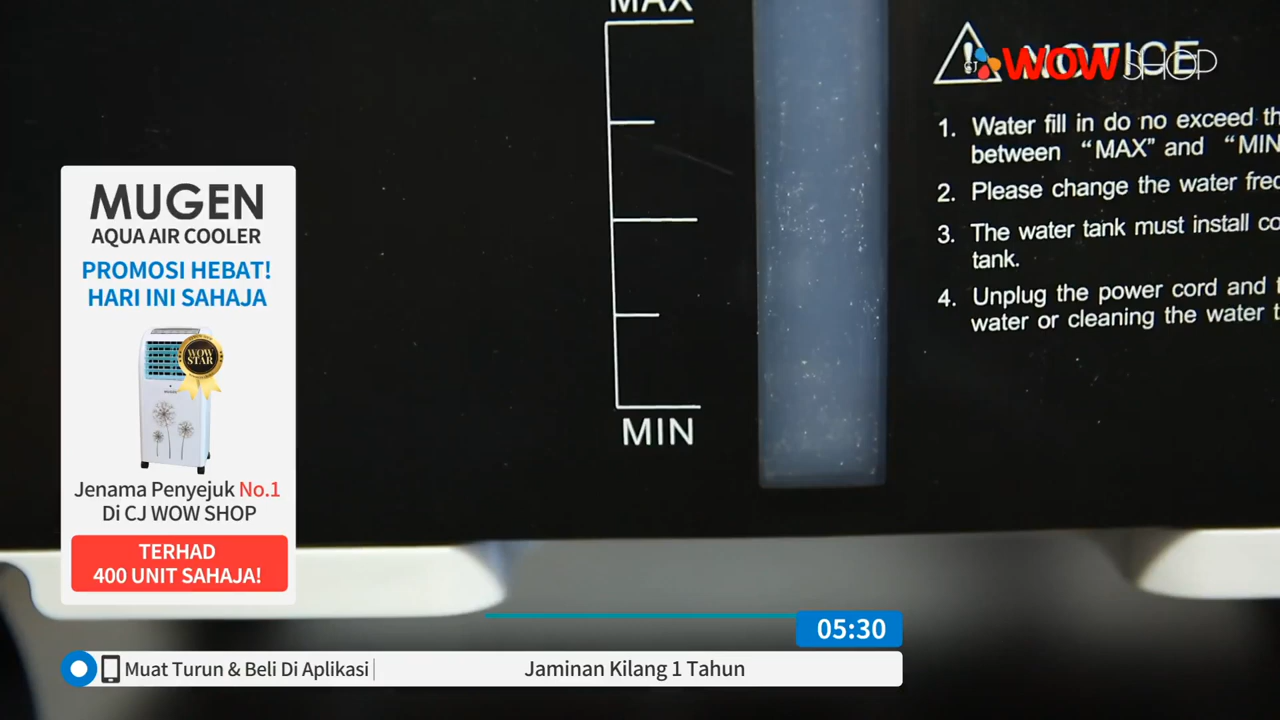 MAX
MIN
NOTICE
WOW SHOP
1. Water fill in do no exceed
between “MAX” and “MIN
2. Please change the water
3. The water tank must install
tank.
4. Unplug the power cord and
water or cleaning the water
MUGEN
AQUA AIR COOLER
PROMOSI HEBAT!
HARI INI SAHAJA
WOW
STAR
Jenama Penyejuk No.1
Di CJ WOW SHOP
TERHAD
400 UNIT SAHAJA!
05:30
Muat Turun & Beli Di Aplikasi
Jaminan Kilang 1 Tahun